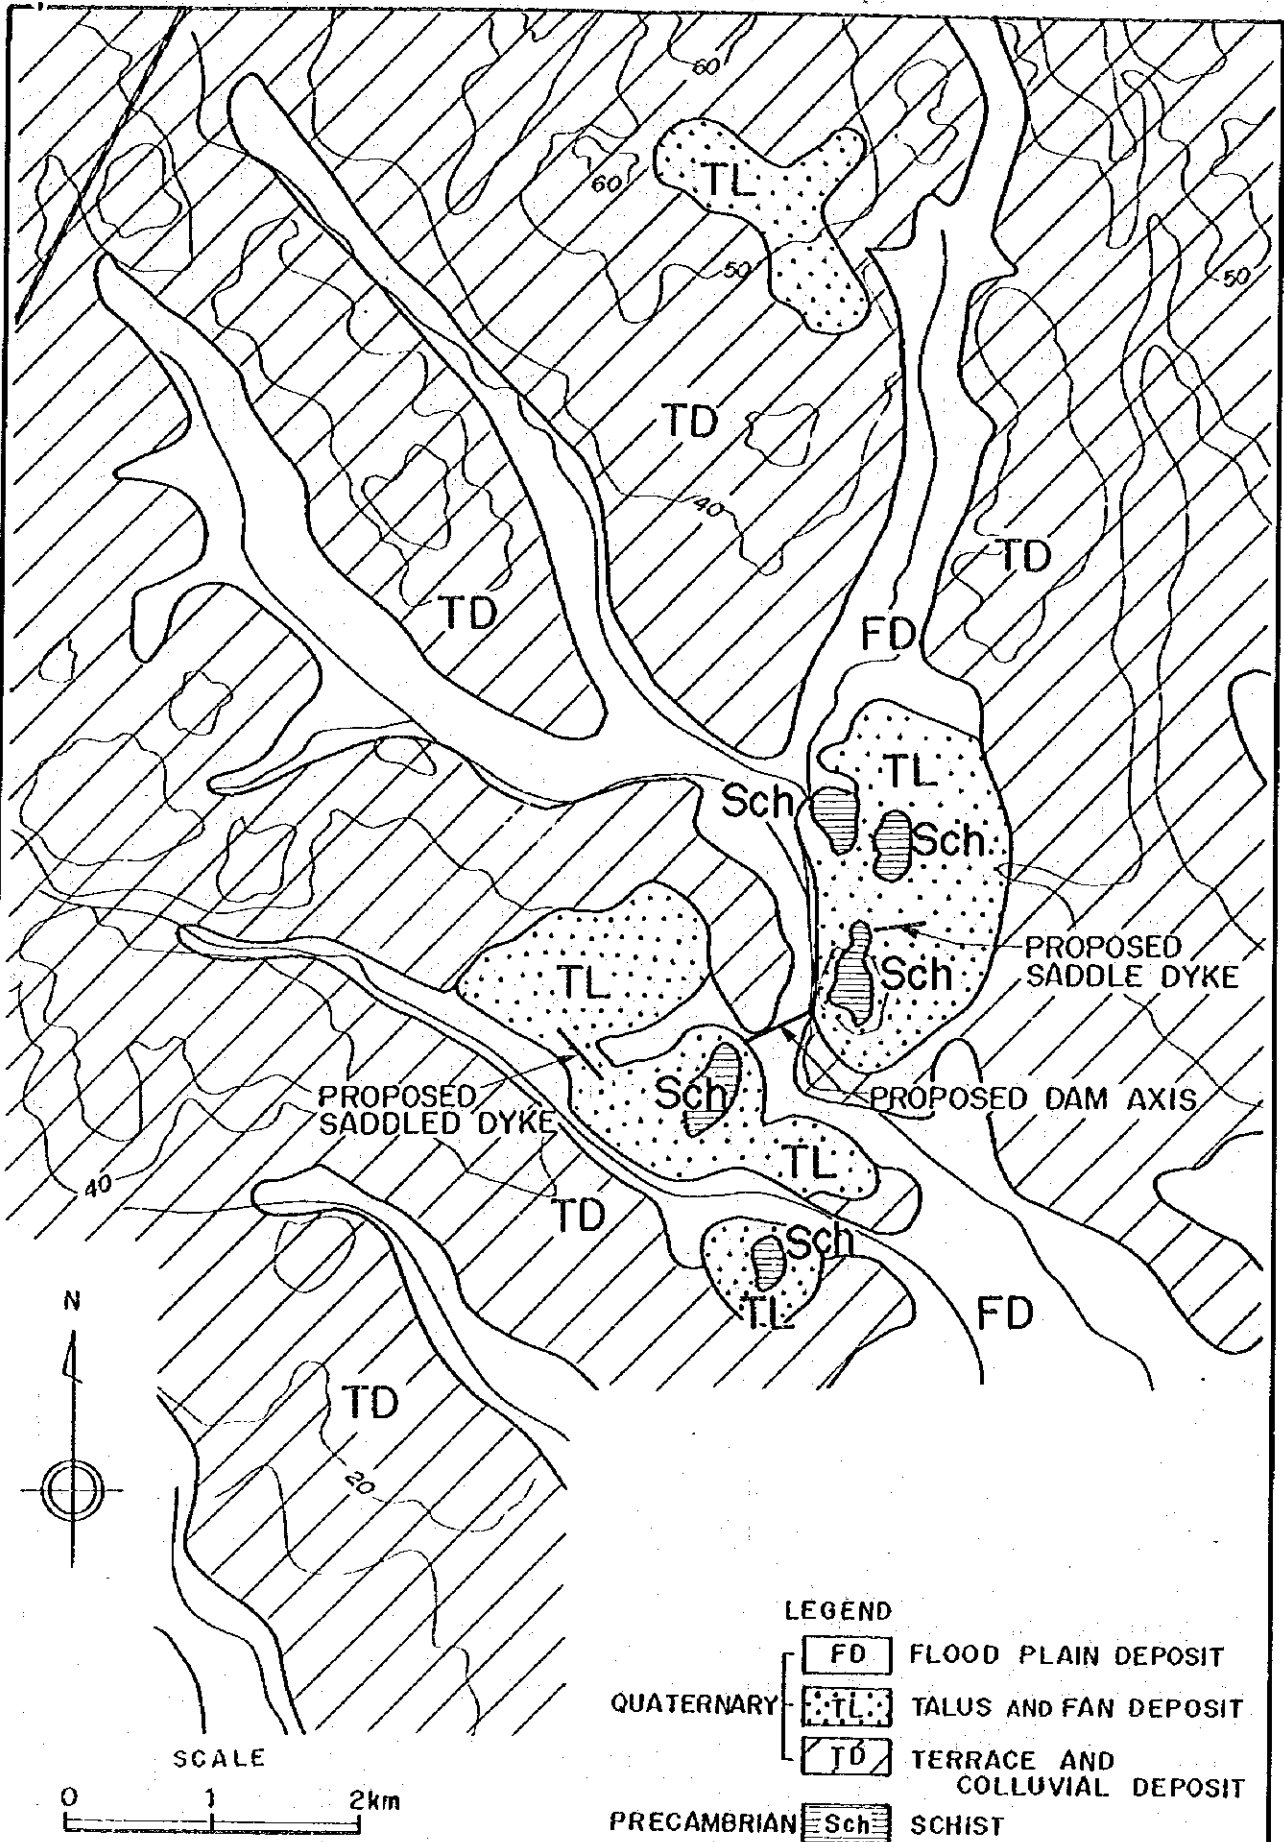 60
TL
60
50
50
TD
40
TD
TD
FD
TL
Sch
Sch
PROPOSED
SADDLE DYKE
TL
Sch
PROPOSED
SADDLED DYKE
Sch
PROPOSED DAM AXIS
TL
40
TD
Sch
TL
FD
N
TD
20
LEGEND
FD FLOOD PLAIN DEPOSIT
QUATERNARY TL TALUS AND FAN DEPOSIT
TD TERRACE AND
COLLUVIAL DEPOSIT
PRECAMBRIAN Sch SCHIST
SCALE
0 1 2km